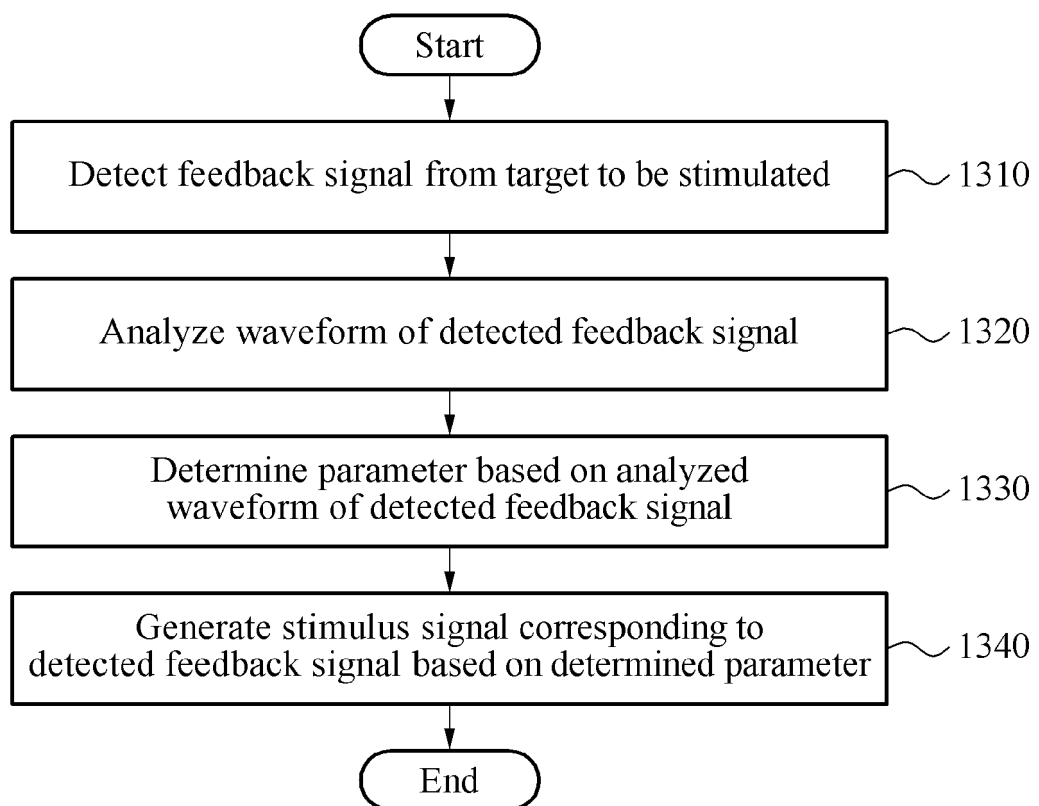 Start
Detect feedback signal from target to be stimulated
1310
Analyze waveform of detected feedback signal
1320
Determine parameter based on analyzed
waveform of detected feedback signal
1330
Generate stimulus signal corresponding to
detected feedback signal based on determined parameter
1340
End